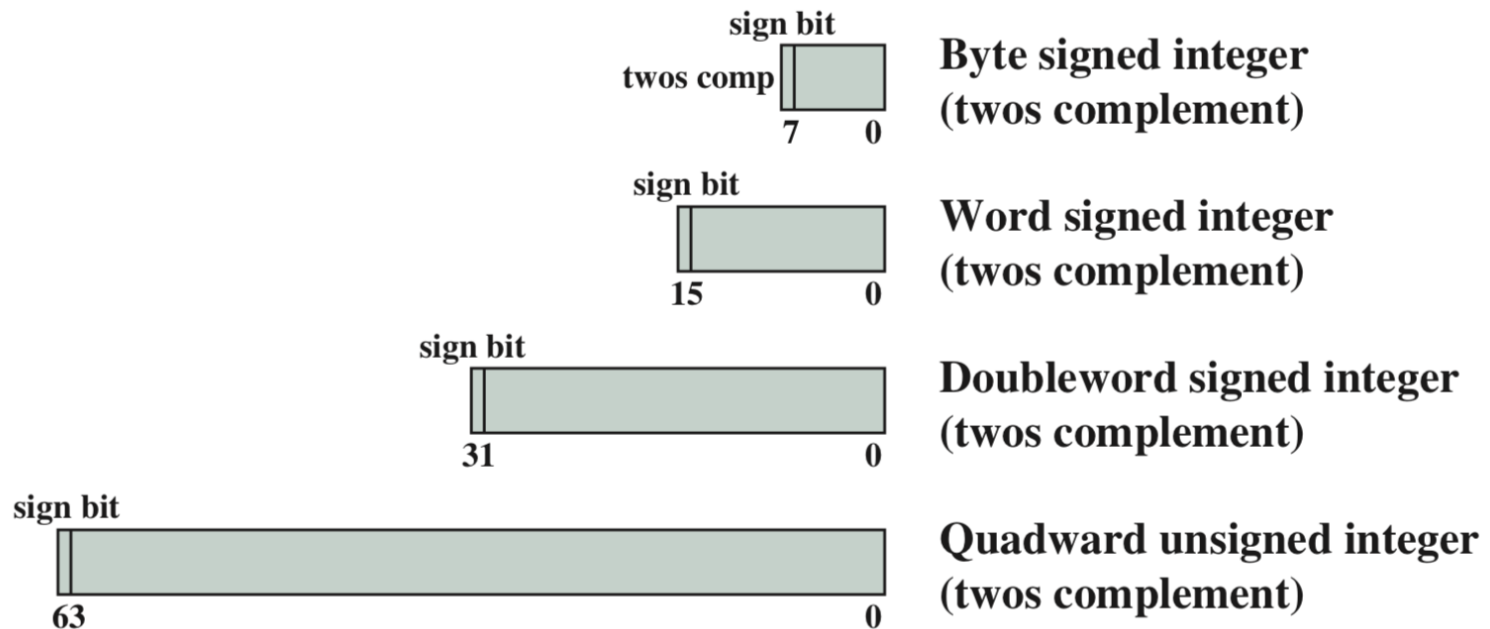 sign bit
twos comp
7 0
Byte signed integer
(twos complement)
sign bit
15 0
Word signed integer
(twos complement)
sign bit
31 0
Doubleword signed integer
(twos complement)
sign bit
63 0
Quadward unsigned integer
(twos complement)